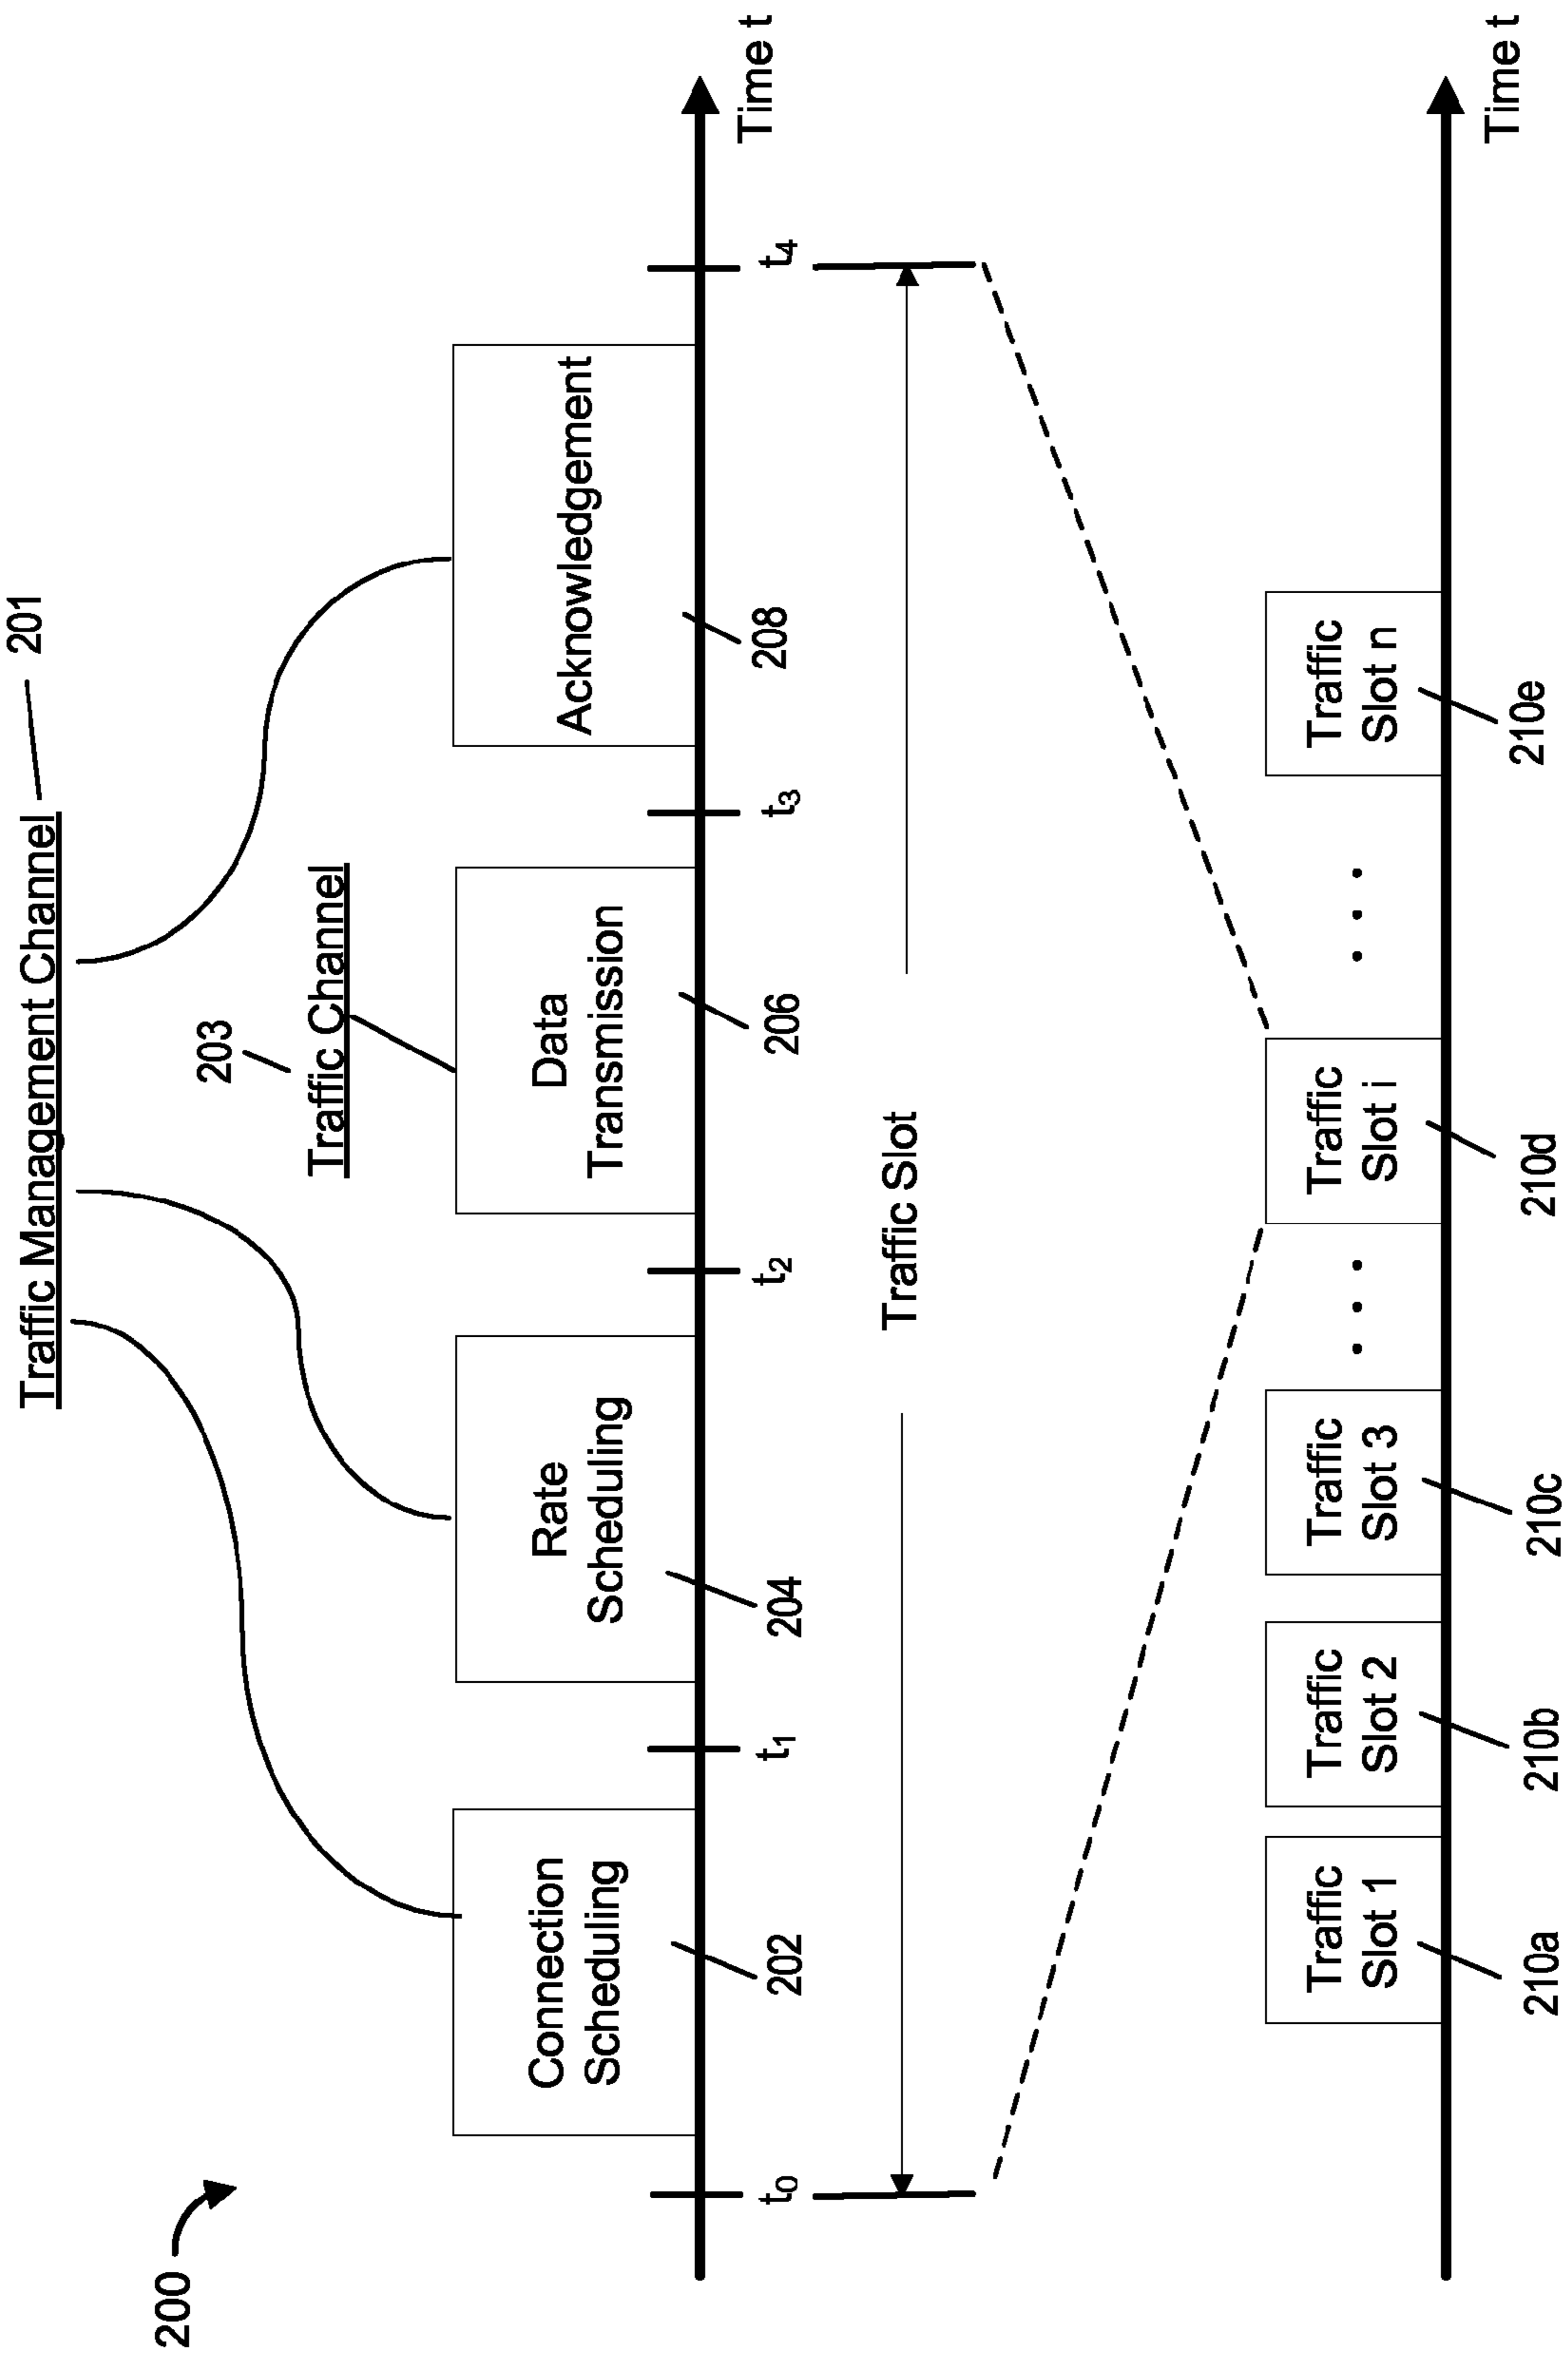 200
Traffic Management Channel
201
203
Traffic Channel
Connection
Scheduling
Rate
Scheduling
Data
Transmission
Acknowledgement
202
204
206
208
t0
t1
t2
t3
t4
Time t
Traffic Slot
Traffic
Slot 1
Traffic
Slot 2
Traffic
Slot 3
. . .
Traffic
Slot i
. . .
Traffic
Slot n
210a
210b
210c
210d
210e
Time t